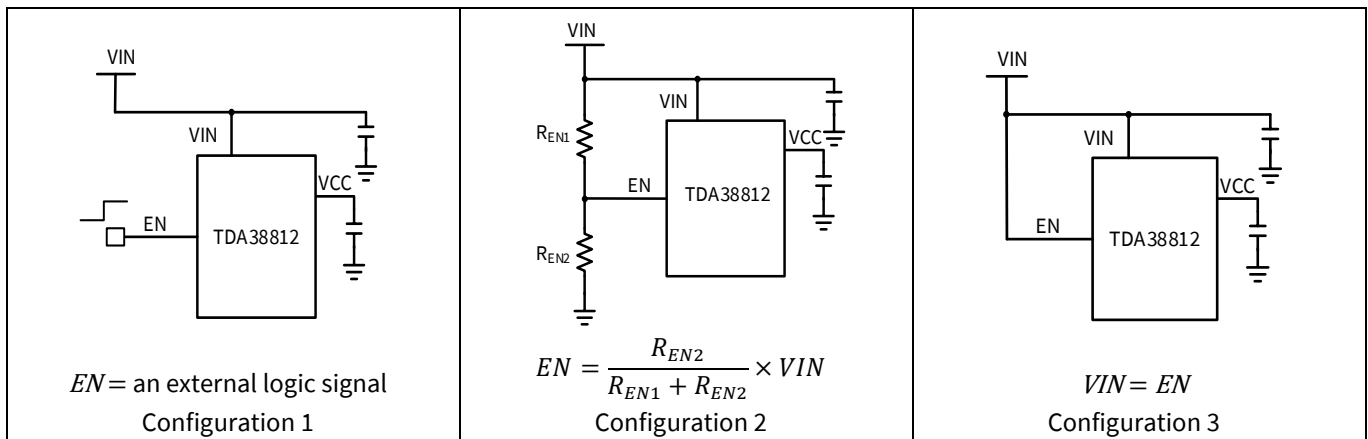 VIN
VIN
VCC
EN
TDA38812
EN = an external logic signal
Configuration 1
VIN
VIN
R_EN1
VCC
EN
TDA38812
R_EN2
EN = R_EN2 / (R_EN1 + R_EN2) × VIN
Configuration 2
VIN
VIN
VCC
EN
TDA38812
VIN = EN
Configuration 3